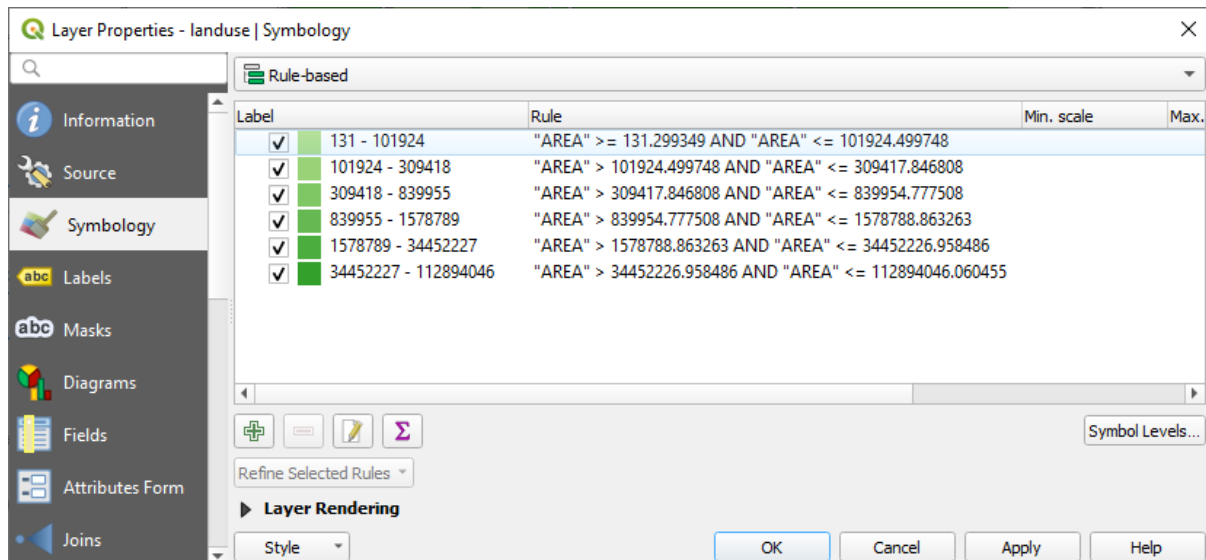 Layer Properties - landuse | Symbology
Information
Source
Symbology
abc Labels
abc Masks
Diagrams
Fields
Attributes Form
Joins
Rule-based
Label Rule Min. scale Max.
131 - 101924 "AREA" >= 131.299349 AND "AREA" <= 101924.499748
101924 - 309418 "AREA" > 101924.499748 AND "AREA" <= 309417.846808
309418 - 839955 "AREA" > 309417.846808 AND "AREA" <= 839954.777508
839955 - 1578789 "AREA" > 839954.777508 AND "AREA" <= 1578788.863263
1578789 - 34452227 "AREA" > 1578788.863263 AND "AREA" <= 34452226.958486
34452227 - 112894046 "AREA" > 34452226.958486 AND "AREA" <= 112894046.060455
Σ
Symbol Levels...
Refine Selected Rules
Layer Rendering
Style OK Cancel Apply Help